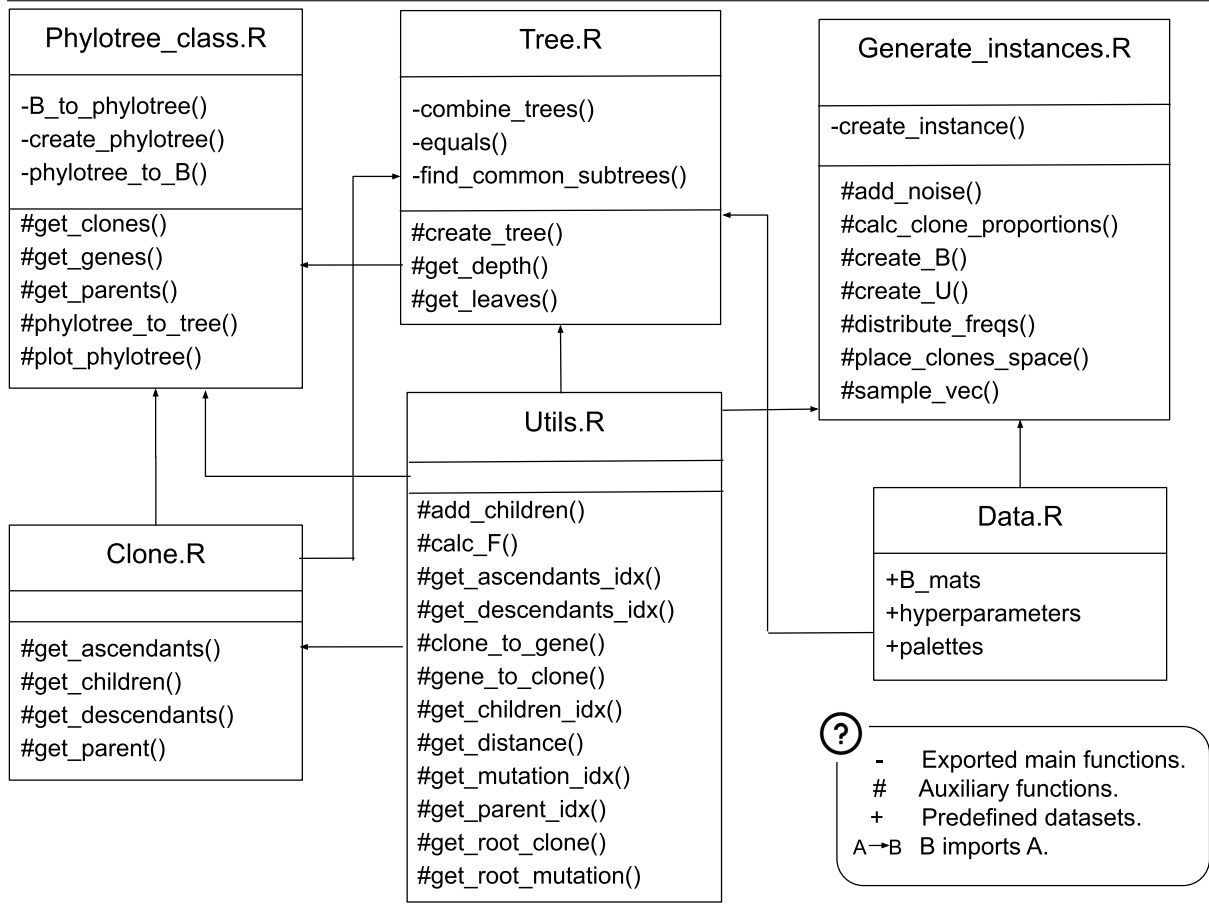 Phylotree_class.R
-B_to_phylotree()
-create_phylotree()
-phylotree_to_B()
#get_clones()
#get_genes()
#get_parents()
#phylotree_to_tree()
#plot_phylotree()
Tree.R
-combine_trees()
-equals()
-find_common_subtrees()
#create_tree()
#get_depth()
#get_leaves()
Generate_instances.R
-create_instance()
#add_noise()
#calc_clone_proportions()
#create_B()
#create_U()
#distribute_freqs()
#place_clones_space()
#sample_vec()
Clone.R
#get_ascendants()
#get_children()
#get_descendants()
#get_parent()
Utils.R
#add_children()
#calc_F()
#get_ascendants_idx()
#get_descendants_idx()
#clone_to_gene()
#gene_to_clone()
#get_children_idx()
#get_distance()
#get_mutation_idx()
#get_parent_idx()
#get_root_clone()
#get_root_mutation()
Data.R
+B_mats
+hyperparameters
+palettes
?
- Exported main functions.
# Auxiliary functions.
+ Predefined datasets.
A→B B imports A.